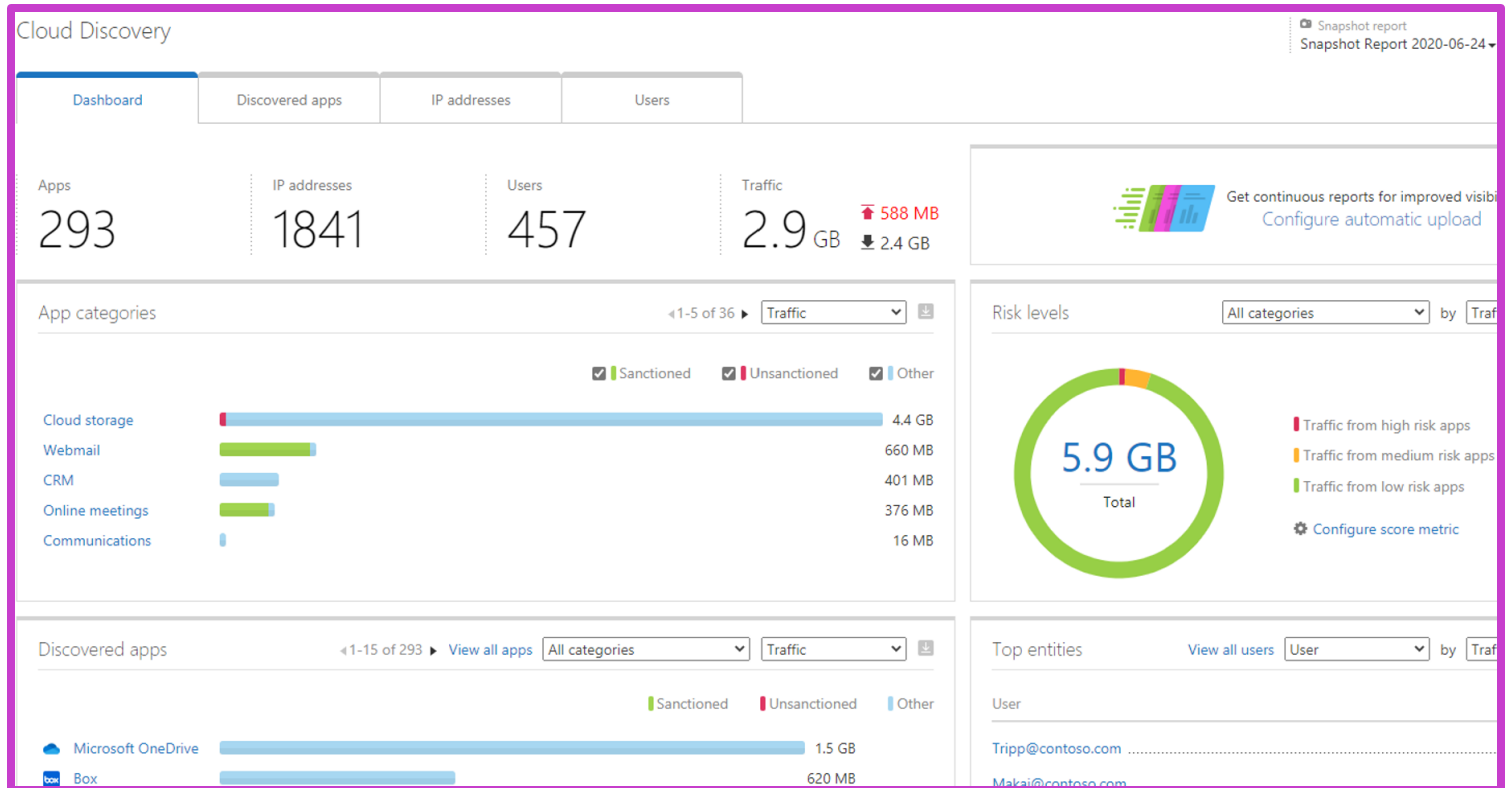 Cloud Discovery
Snapshot report
Snapshot Report 2020-06-24
Dashboard
Discovered apps
IP addresses
Users
Apps
293
IP addresses
1841
Users
457
Traffic
2.9 GB
588 MB
2.4 GB
Get continuous reports for improved visibi
Configure automatic upload
App categories
1-5 of 36
Traffic
Sanctioned
Unsanctioned
Other
Cloud storage 4.4 GB
Webmail 660 MB
CRM 401 MB
Online meetings 376 MB
Communications 16 MB
Risk levels
All categories
by
Traf
5.9 GB
Total
Traffic from high risk apps
Traffic from medium risk apps
Traffic from low risk apps
Configure score metric
Discovered apps
1-15 of 293
View all apps
All categories
Traffic
Sanctioned
Unsanctioned
Other
Microsoft OneDrive 1.5 GB
box
Box 620 MB
Top entities
View all users
User
by
Traf
User
Tripp@contoso.com
Makai@contoso.com